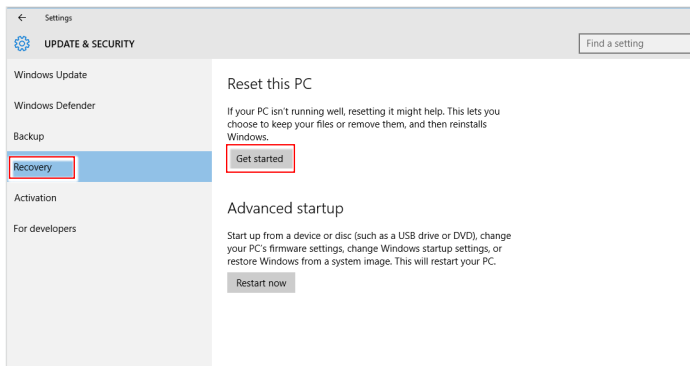 Settings
UPDATE & SECURITY
Find a setting
Windows Update
Windows Defender
Backup
Recovery
Activation
For developers
Reset this PC
If your PC isn't running well, resetting it might help. This lets you
choose to keep your files or remove them, and then reinstalls
Windows.
Get started
Advanced startup
Start up from a device or disc (such as a USB drive or DVD), change
your PC's firmware settings, change Windows startup settings, or
restore Windows from a system image. This will restart your PC.
Restart now